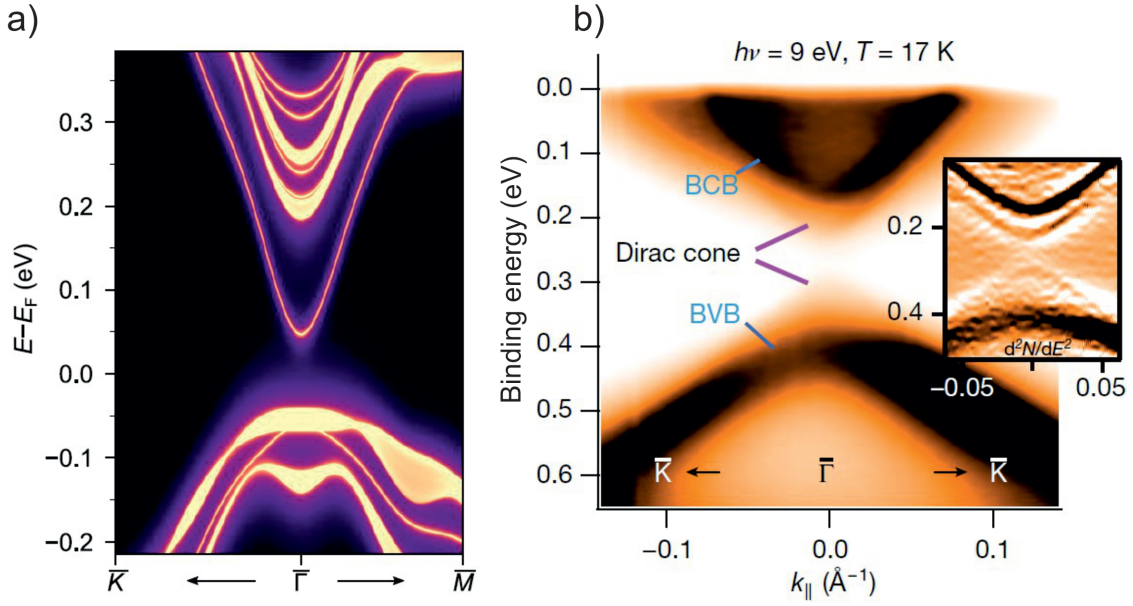 a)
E–E_F (eV)
0.3
0.2
0.1
0.0
−0.1
−0.2
K̅
Γ̅
M̅
b)
hν = 9 eV, T = 17 K
Binding energy (eV)
0.0
0.1
0.2
0.3
0.4
0.5
0.6
BCB
Dirac cone
BVB
0.2
0.4
d²N/dE²
−0.05
0.05
K̅
Γ̅
K̅
−0.1
0.0
0.1
k∥ (Å⁻¹)